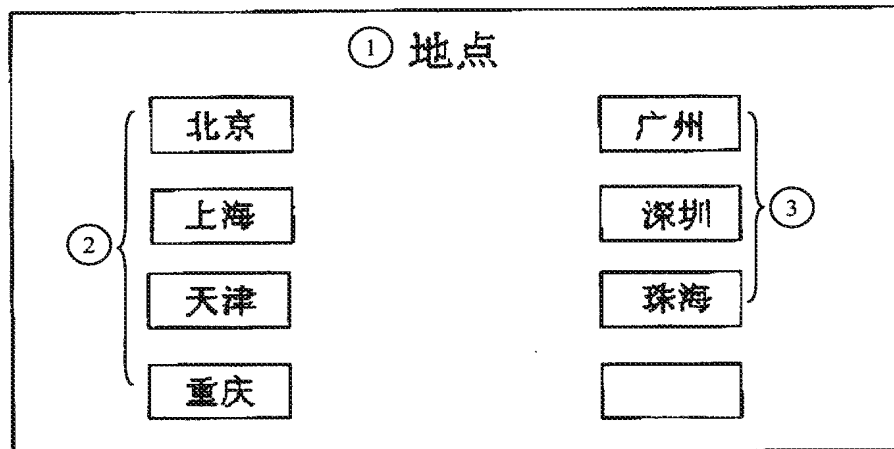 ① 地点
北京 广州
上海 深圳
② ③
天津 珠海
重庆